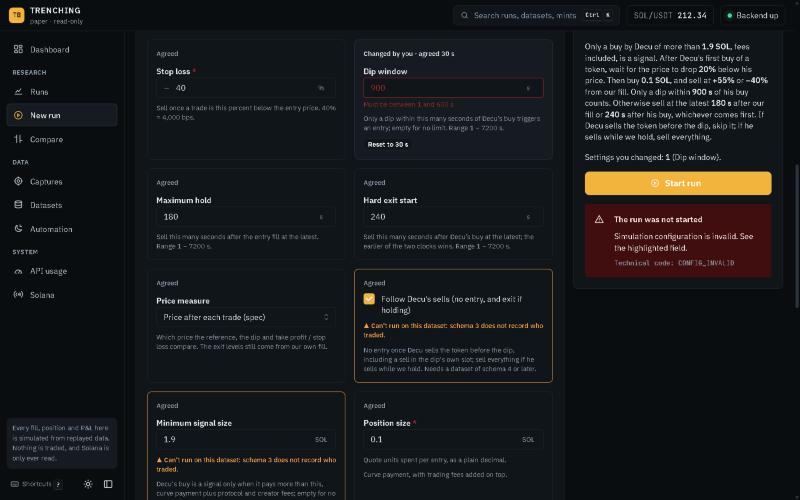 TB
TRENCHING
paper · read-only
Search runs, datasets, mints
Ctrl K
SOL/USDT 212.34
Backend up
Dashboard
RESEARCH
Runs
New run
Compare
DATA
Captures
Datasets
Automation
SYSTEM
API usage
Solana
Every fill, position and P&L here
is simulated from replayed data.
Nothing is traded, and Solana is
only ever read.
Shortcuts ?
Agreed
Stop loss *
− 40 %
Sell once a trade is this percent below the entry price. 40%
= 4,000 bps.
Changed by you · agreed 30 s
Dip window
900 s
Must be between 1 and 600 s
Only a dip within this many seconds of Decu's buy triggers
an entry; empty for no limit. Range 1 – 7200 s.
Reset to 30 s
Agreed
Maximum hold
180 s
Sell this many seconds after the entry fill at the latest.
Range 1 – 7200 s.
Agreed
Hard exit start
240 s
Sell this many seconds after Decu's buy at the latest; the
earlier of the two clocks wins. Range 1 – 7200 s.
Agreed
Price measure
Price after each trade (spec)
Which price the reference, the dip and take profit / stop
loss compare. The exit levels still come from our own fill.
Agreed
Follow Decu's sells (no entry, and exit if
holding)
▲ Can't run on this dataset: schema 3 does not record who
traded.
No entry once Decu sells the token before the dip,
including a sell in the dip's own slot; sell everything if he
sells while we hold. Needs a dataset of schema 4 or later.
Agreed
Minimum signal size
1.9 SOL
▲ Can't run on this dataset: schema 3 does not record who
traded.
Decu's buy is a signal only when it pays more than this,
curve payment plus protocol and creator fees; empty for no
Agreed
Position size *
0.1 SOL
Quote units spent per entry, as a plain decimal.
Curve payment, with trading fees added on top.
Only a buy by Decu of more than 1.9 SOL, fees
included, is a signal. After Decu's first buy of a
token, wait for the price to drop 20% below his
price. Then buy 0.1 SOL, and sell at +55% or −40%
from our fill. Only a dip within 900 s of his buy
counts. Otherwise sell at the latest 180 s after our
fill or 240 s after his buy, whichever comes first. If
Decu sells the token before the dip, skip it; if he
sells while we hold, sell everything.
Settings you changed: 1 (Dip window).
Start run
The run was not started
Simulation configuration is invalid. See
the highlighted field.
Technical code: CONFIG_INVALID